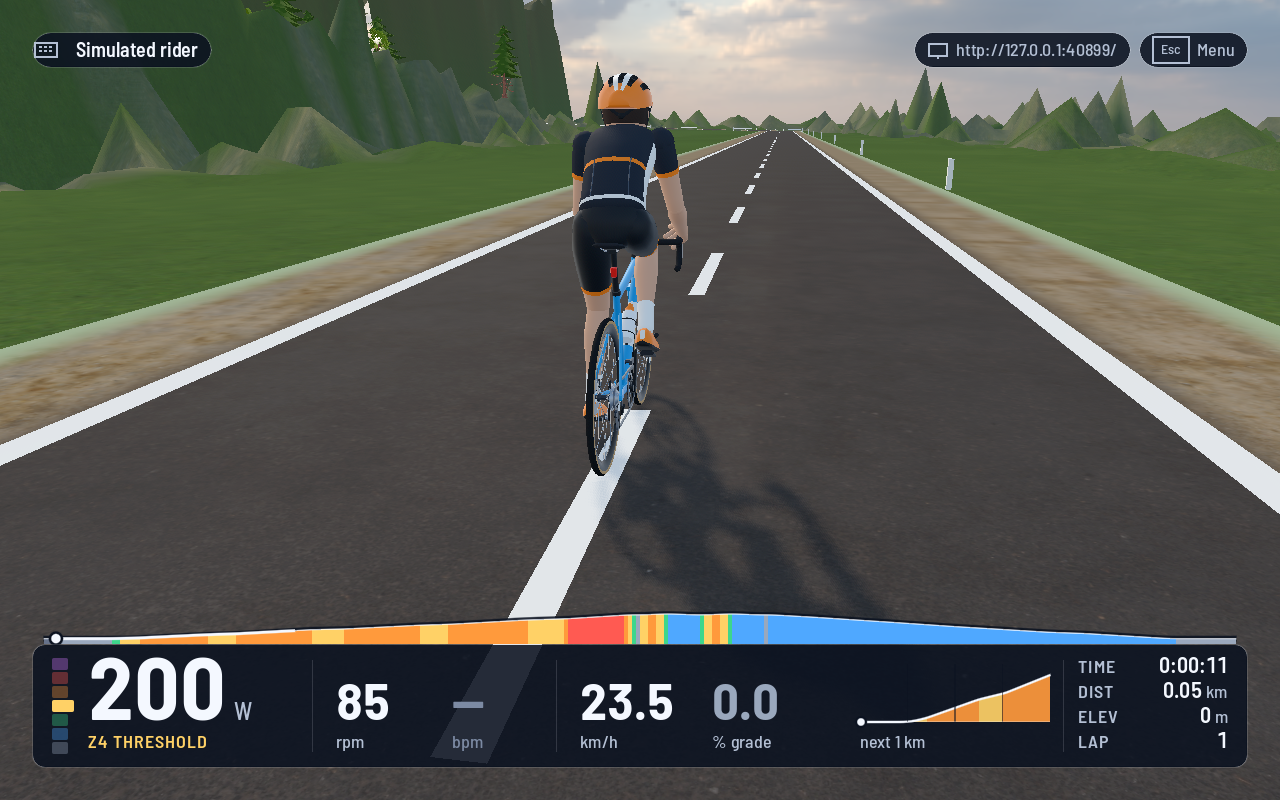 Simulated rider
http://127.0.0.1:40899/
Esc Menu
200 W
Z4 THRESHOLD
85
rpm
–
bpm
23.5
km/h
0.0
% grade
next 1 km
TIME 0:00:11
DIST 0.05 km
ELEV 0 m
LAP 1